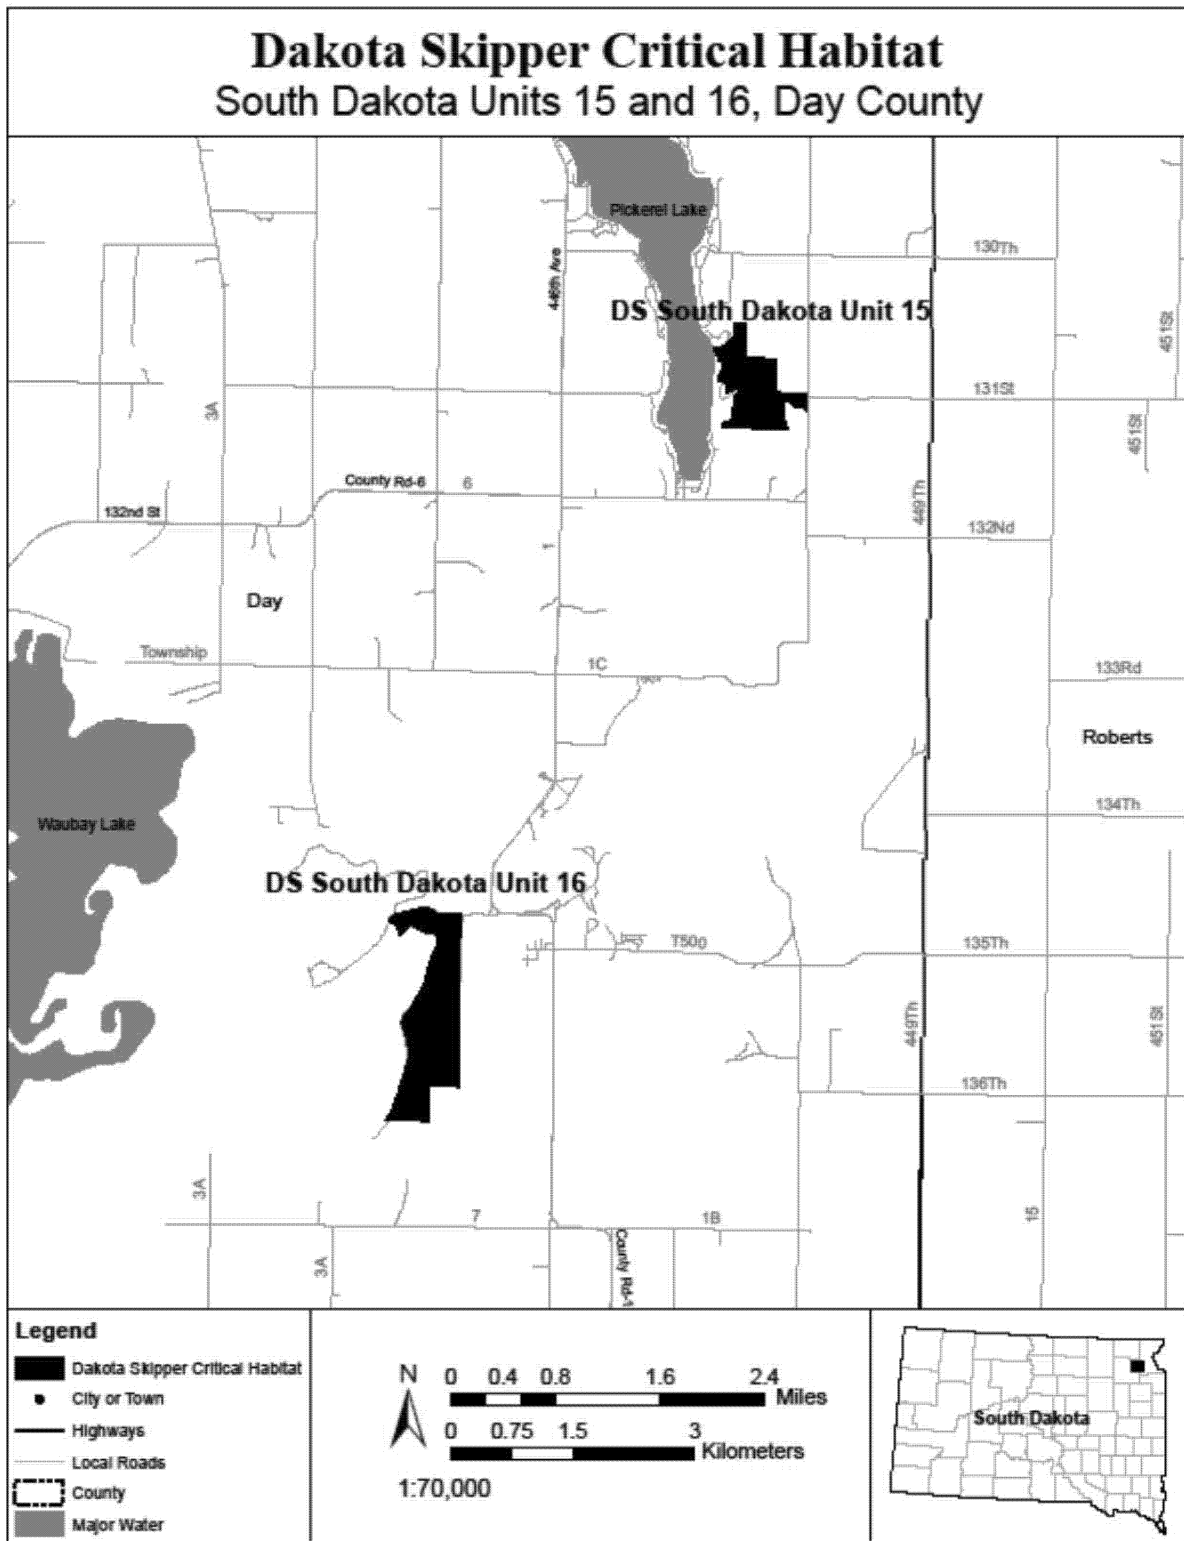 Dakota Skipper Critical Habitat
South Dakota Units 15 and 16, Day County
Pickerel Lake
130Th
446th Ave
DS South Dakota Unit 15
451St
131St
3A
451St
County Rd-6
6
449Th
132nd St
132Nd
1
Day
Township
1C
133Rd
Roberts
134Th
Waubay Lake
DS South Dakota Unit 16
T500
135Th
449Th
451St
136Th
3A
7
1B
15
3A
County Rd-1
Legend
Dakota Skipper Critical Habitat
City or Town
Highways
Local Roads
County
Major Water
N
0 0.4 0.8 1.6 2.4
Miles
0 0.75 1.5 3
Kilometers
1:70,000
South Dakota